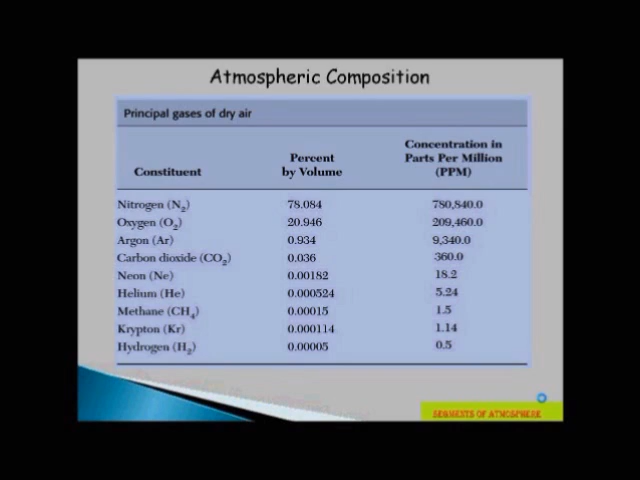 Atmospheric Composition
Principal gases of dry air
Constituent Percent by Volume Concentration in Parts Per Million (PPM)
Nitrogen (N2) 78.084 780,840.0
Oxygen (O2) 20.946 209,460.0
Argon (Ar) 0.934 9,340.0
Carbon dioxide (CO2) 0.036 360.0
Neon (Ne) 0.00182 18.2
Helium (He) 0.000524 5.24
Methane (CH4) 0.00015 1.5
Krypton (Kr) 0.000114 1.14
Hydrogen (H2) 0.00005 0.5
OF ATMOSPHERE